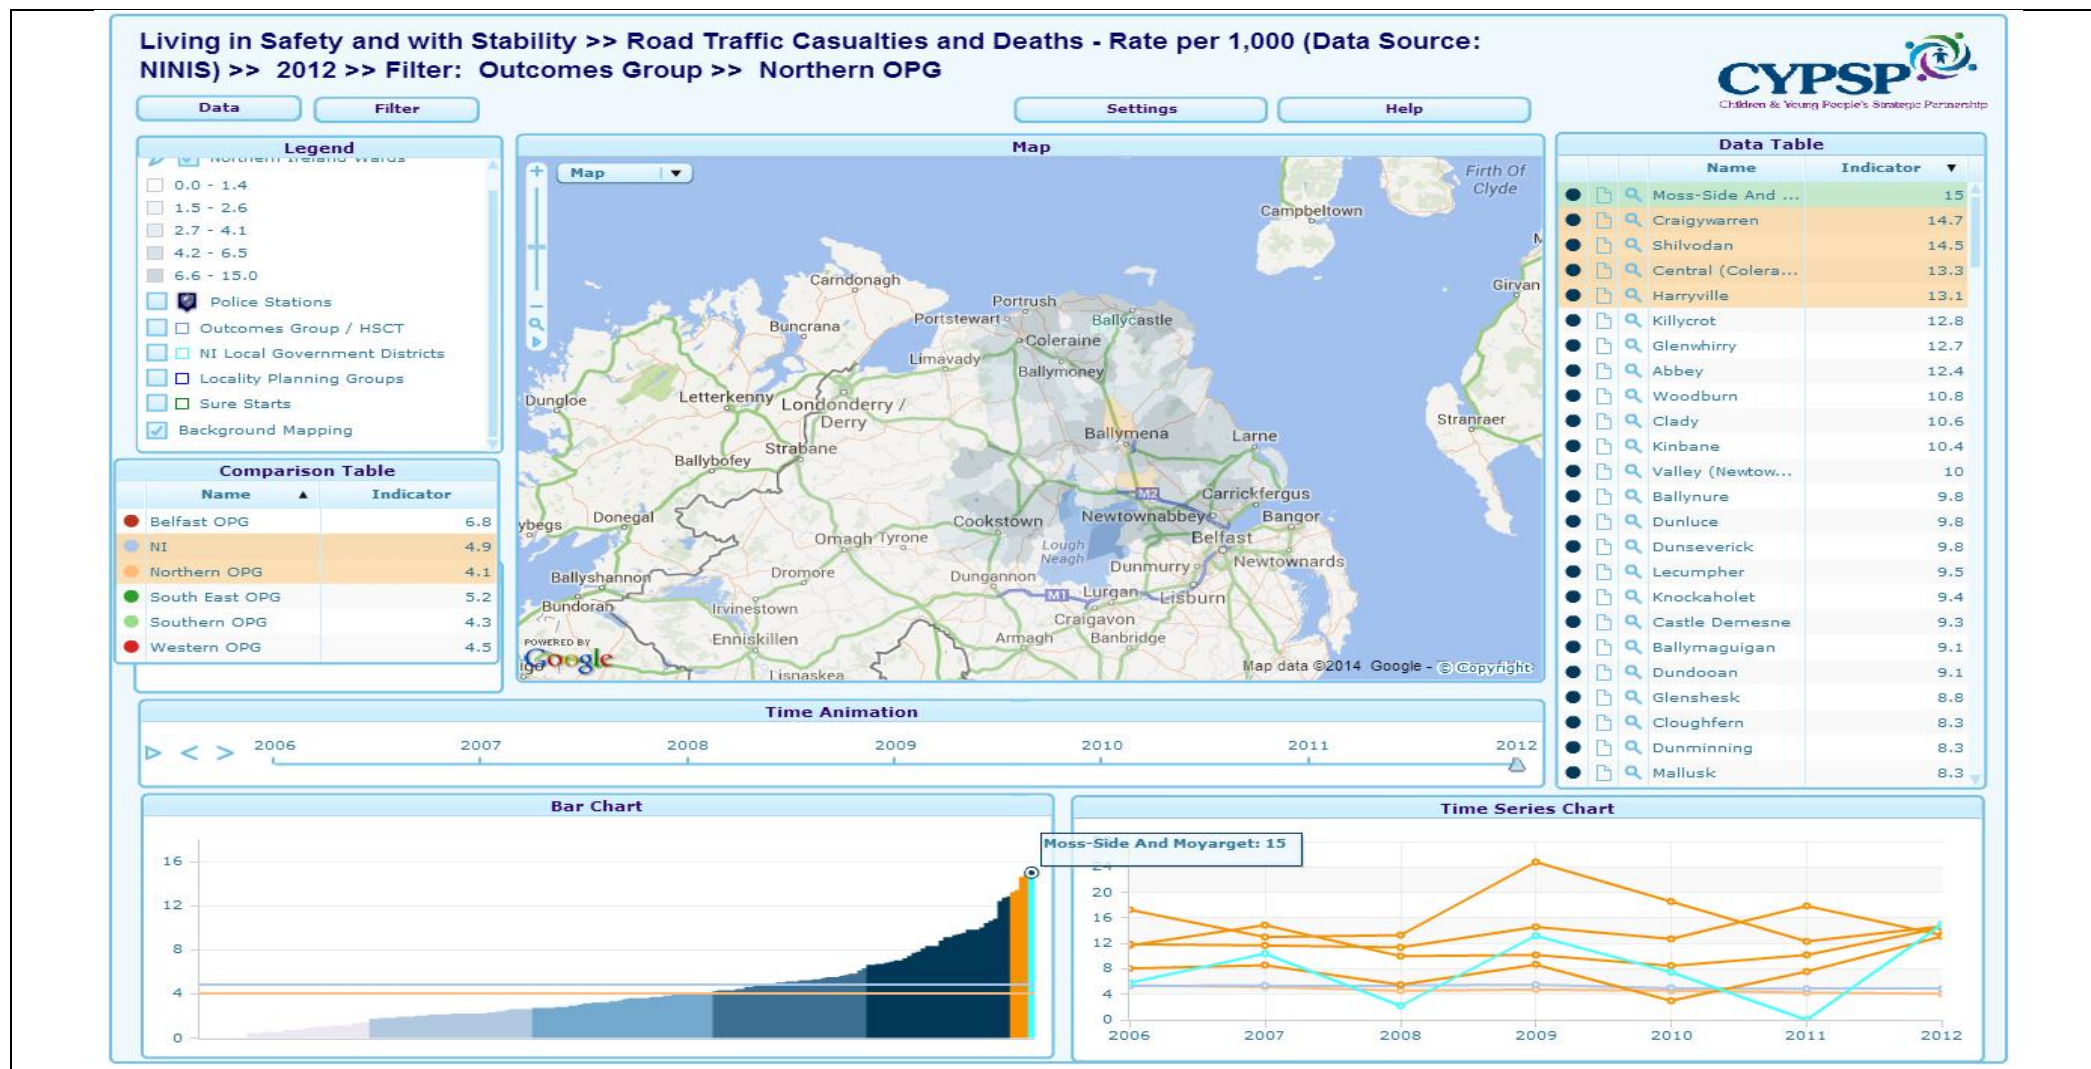 Living in Safety and with Stability >> Road Traffic Casualties and Deaths - Rate per 1,000 (Data Source:
NINIS) >> 2012 >> Filter: Outcomes Group >> Northern OPG
CYPSP
Children & Young People's Strategic Partnership
Data
Filter
Settings
Help
Legend
Northern Ireland Wards
0.0 - 1.4
1.5 - 2.6
2.7 - 4.1
4.2 - 6.5
6.6 - 15.0
Police Stations
Outcomes Group / HSCT
NI Local Government Districts
Locality Planning Groups
Sure Starts
Background Mapping
Comparison Table
Name ▲ Indicator
Belfast OPG 6.8
NI 4.9
Northern OPG 4.1
South East OPG 5.2
Southern OPG 4.3
Western OPG 4.5
Map
Map ▼
Firth Of
Clyde
Campbeltown
Carndonagh
Girvan
Portrush
Portstewart
Ballycastle
Buncrana
Coleraine
Limavady
Ballymoney
Dungloe
Letterkenny
Londonderry /
Derry
Stranraer
Ballymena
Larne
Strabane
Ballybofey
M2
Carrickfergus
ybegs
Donegal
Cookstown
Newtownabbey
Bangor
Omagh
Tyrone
Belfast
Lough
Neagh
Newtownards
Dunmurry
Ballyshannon
Dromore
Dungannon
M1
Lurgan
Lisburn
Bundoran
Irvinestown
Craigavon
Enniskillen
Armagh
Banbridge
POWERED BY
Google
igo
Lisnaskea
Map data ©2014 Google - © Copyright
Data Table
Name Indicator ▼
Moss-Side And ... 15
Craigywarren 14.7
Shilvodan 14.5
Central (Colera... 13.3
Harryville 13.1
Killycrot 12.8
Glenwhirry 12.7
Abbey 12.4
Woodburn 10.8
Clady 10.6
Kinbane 10.4
Valley (Newtow... 10
Ballynure 9.8
Dunluce 9.8
Dunseverick 9.8
Lecumpher 9.5
Knockaholet 9.4
Castle Demesne 9.3
Ballymaguigan 9.1
Dundooan 9.1
Glenshesk 8.8
Cloughfern 8.3
Dunminning 8.3
Mallusk 8.3
Time Animation
2006 2007 2008 2009 2010 2011 2012
Bar Chart
16
12
8
4
0
Time Series Chart
Moss-Side And Moyarget: 15
24
20
16
12
8
4
0
2006 2007 2008 2009 2010 2011 2012